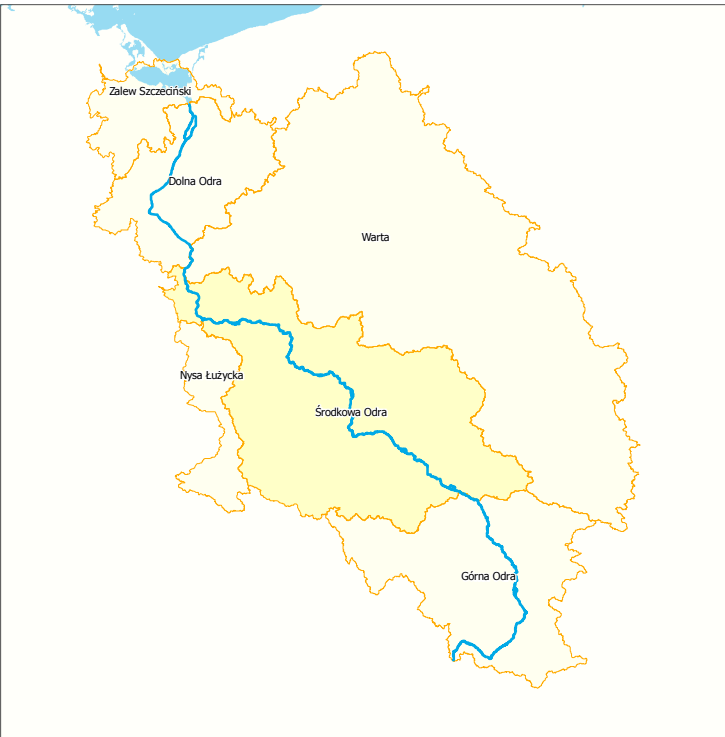 Zalew Szczeciński
Dolna Odra
Warta
Nysa Łużycka
Środkowa Odra
Górna Odra